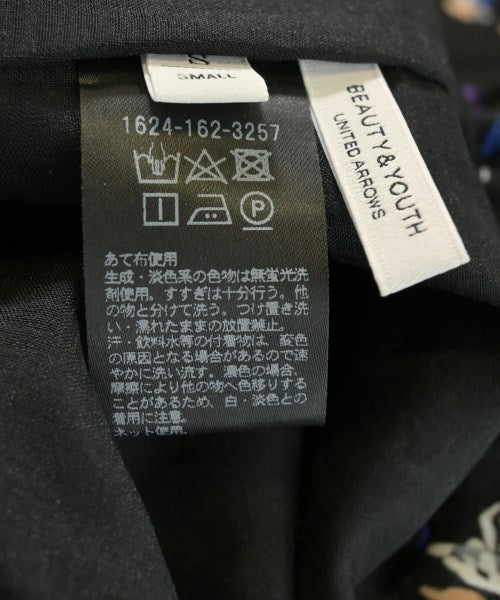 S
SMALL
BEAUTY&YOUTH
UNITED ARROWS
1624-162-3257
あて布使用
生成・淡色系の色物は無蛍光洗
剤使用。すすぎは十分行う。他
の物と分けて洗う。つけ置き洗
い・濡れたままの放置禁止。
汗・飲料水等の付着物は、変色
の原因となる場合があるので速
やかに洗い流す。濃色の場合、
摩擦により他の物へ色移りする
ことがあるため、白・淡色との
着用に注意。
ネット使用。